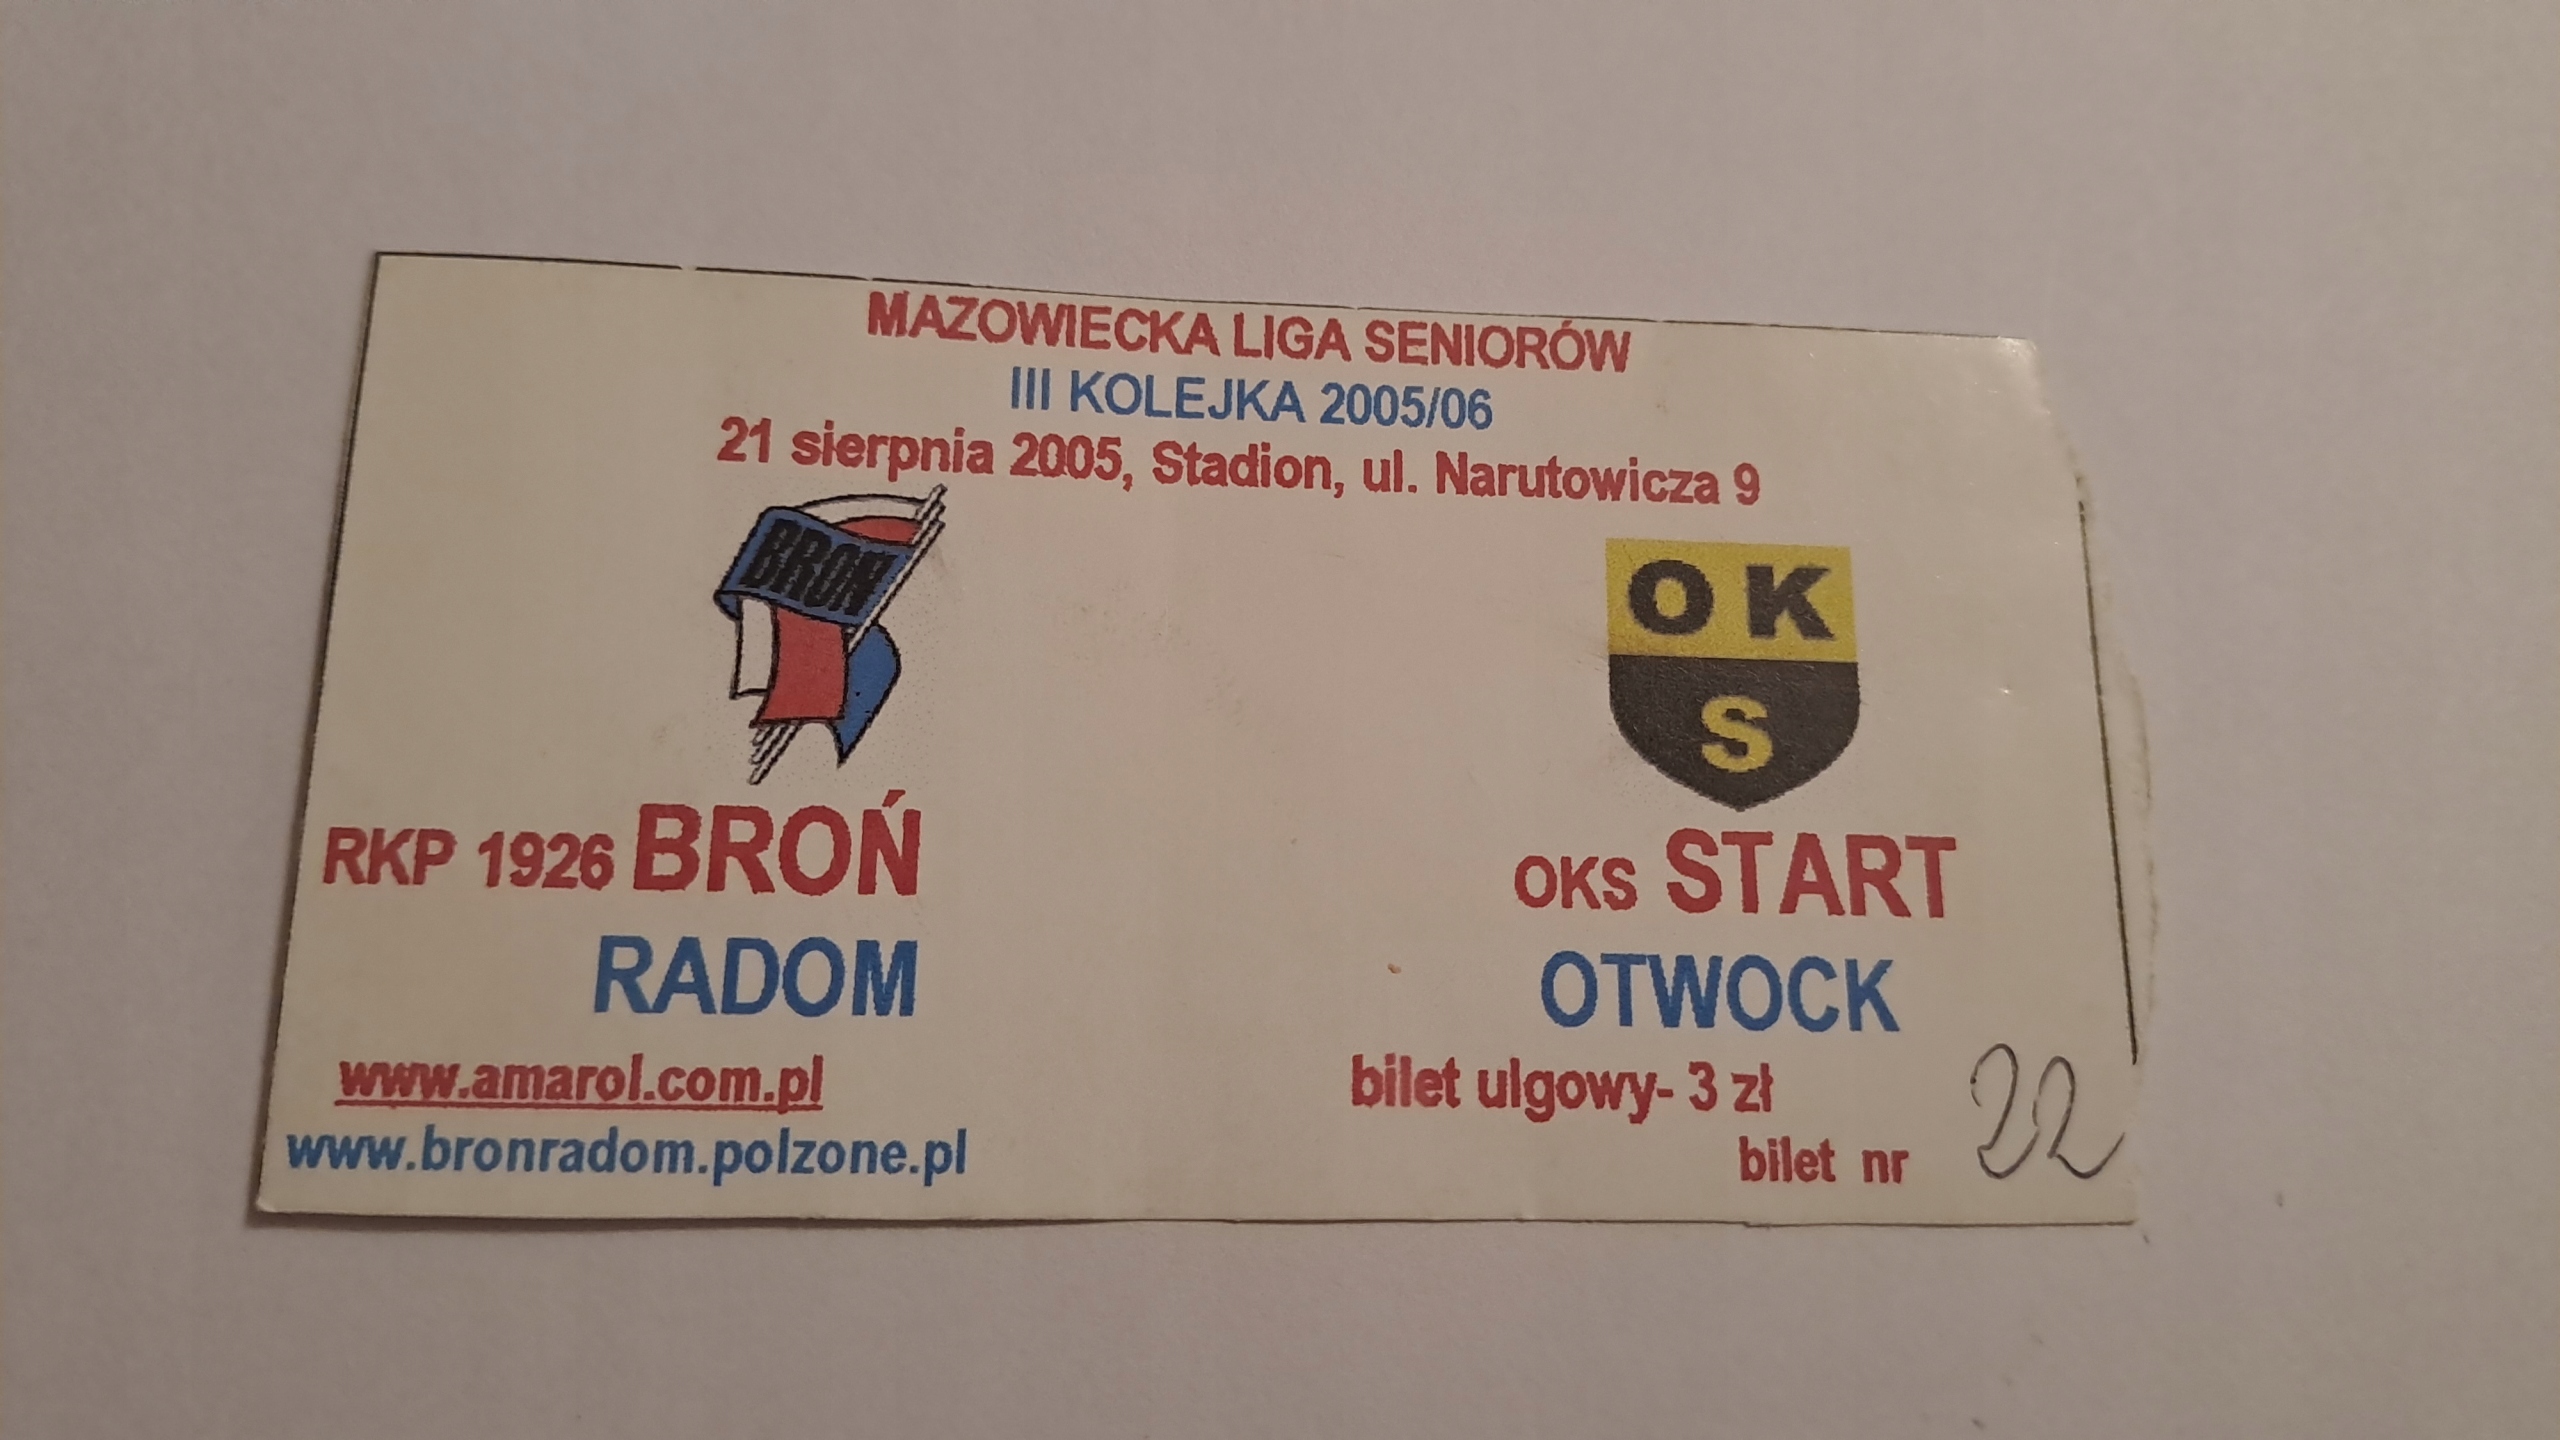 MAZOWIECKA LIGA SENIORÓW
III KOLEJKA 2005/06
21 sierpnia 2005, Stadion, ul. Narutowicza 9
BROŃ
O K
S
RKP 1926 BROŃ
RADOM
OKS START
OTWOCK
www.amarol.com.pl
www.bronradom.polzone.pl
bilet ulgowy- 3 zł
bilet nr 22